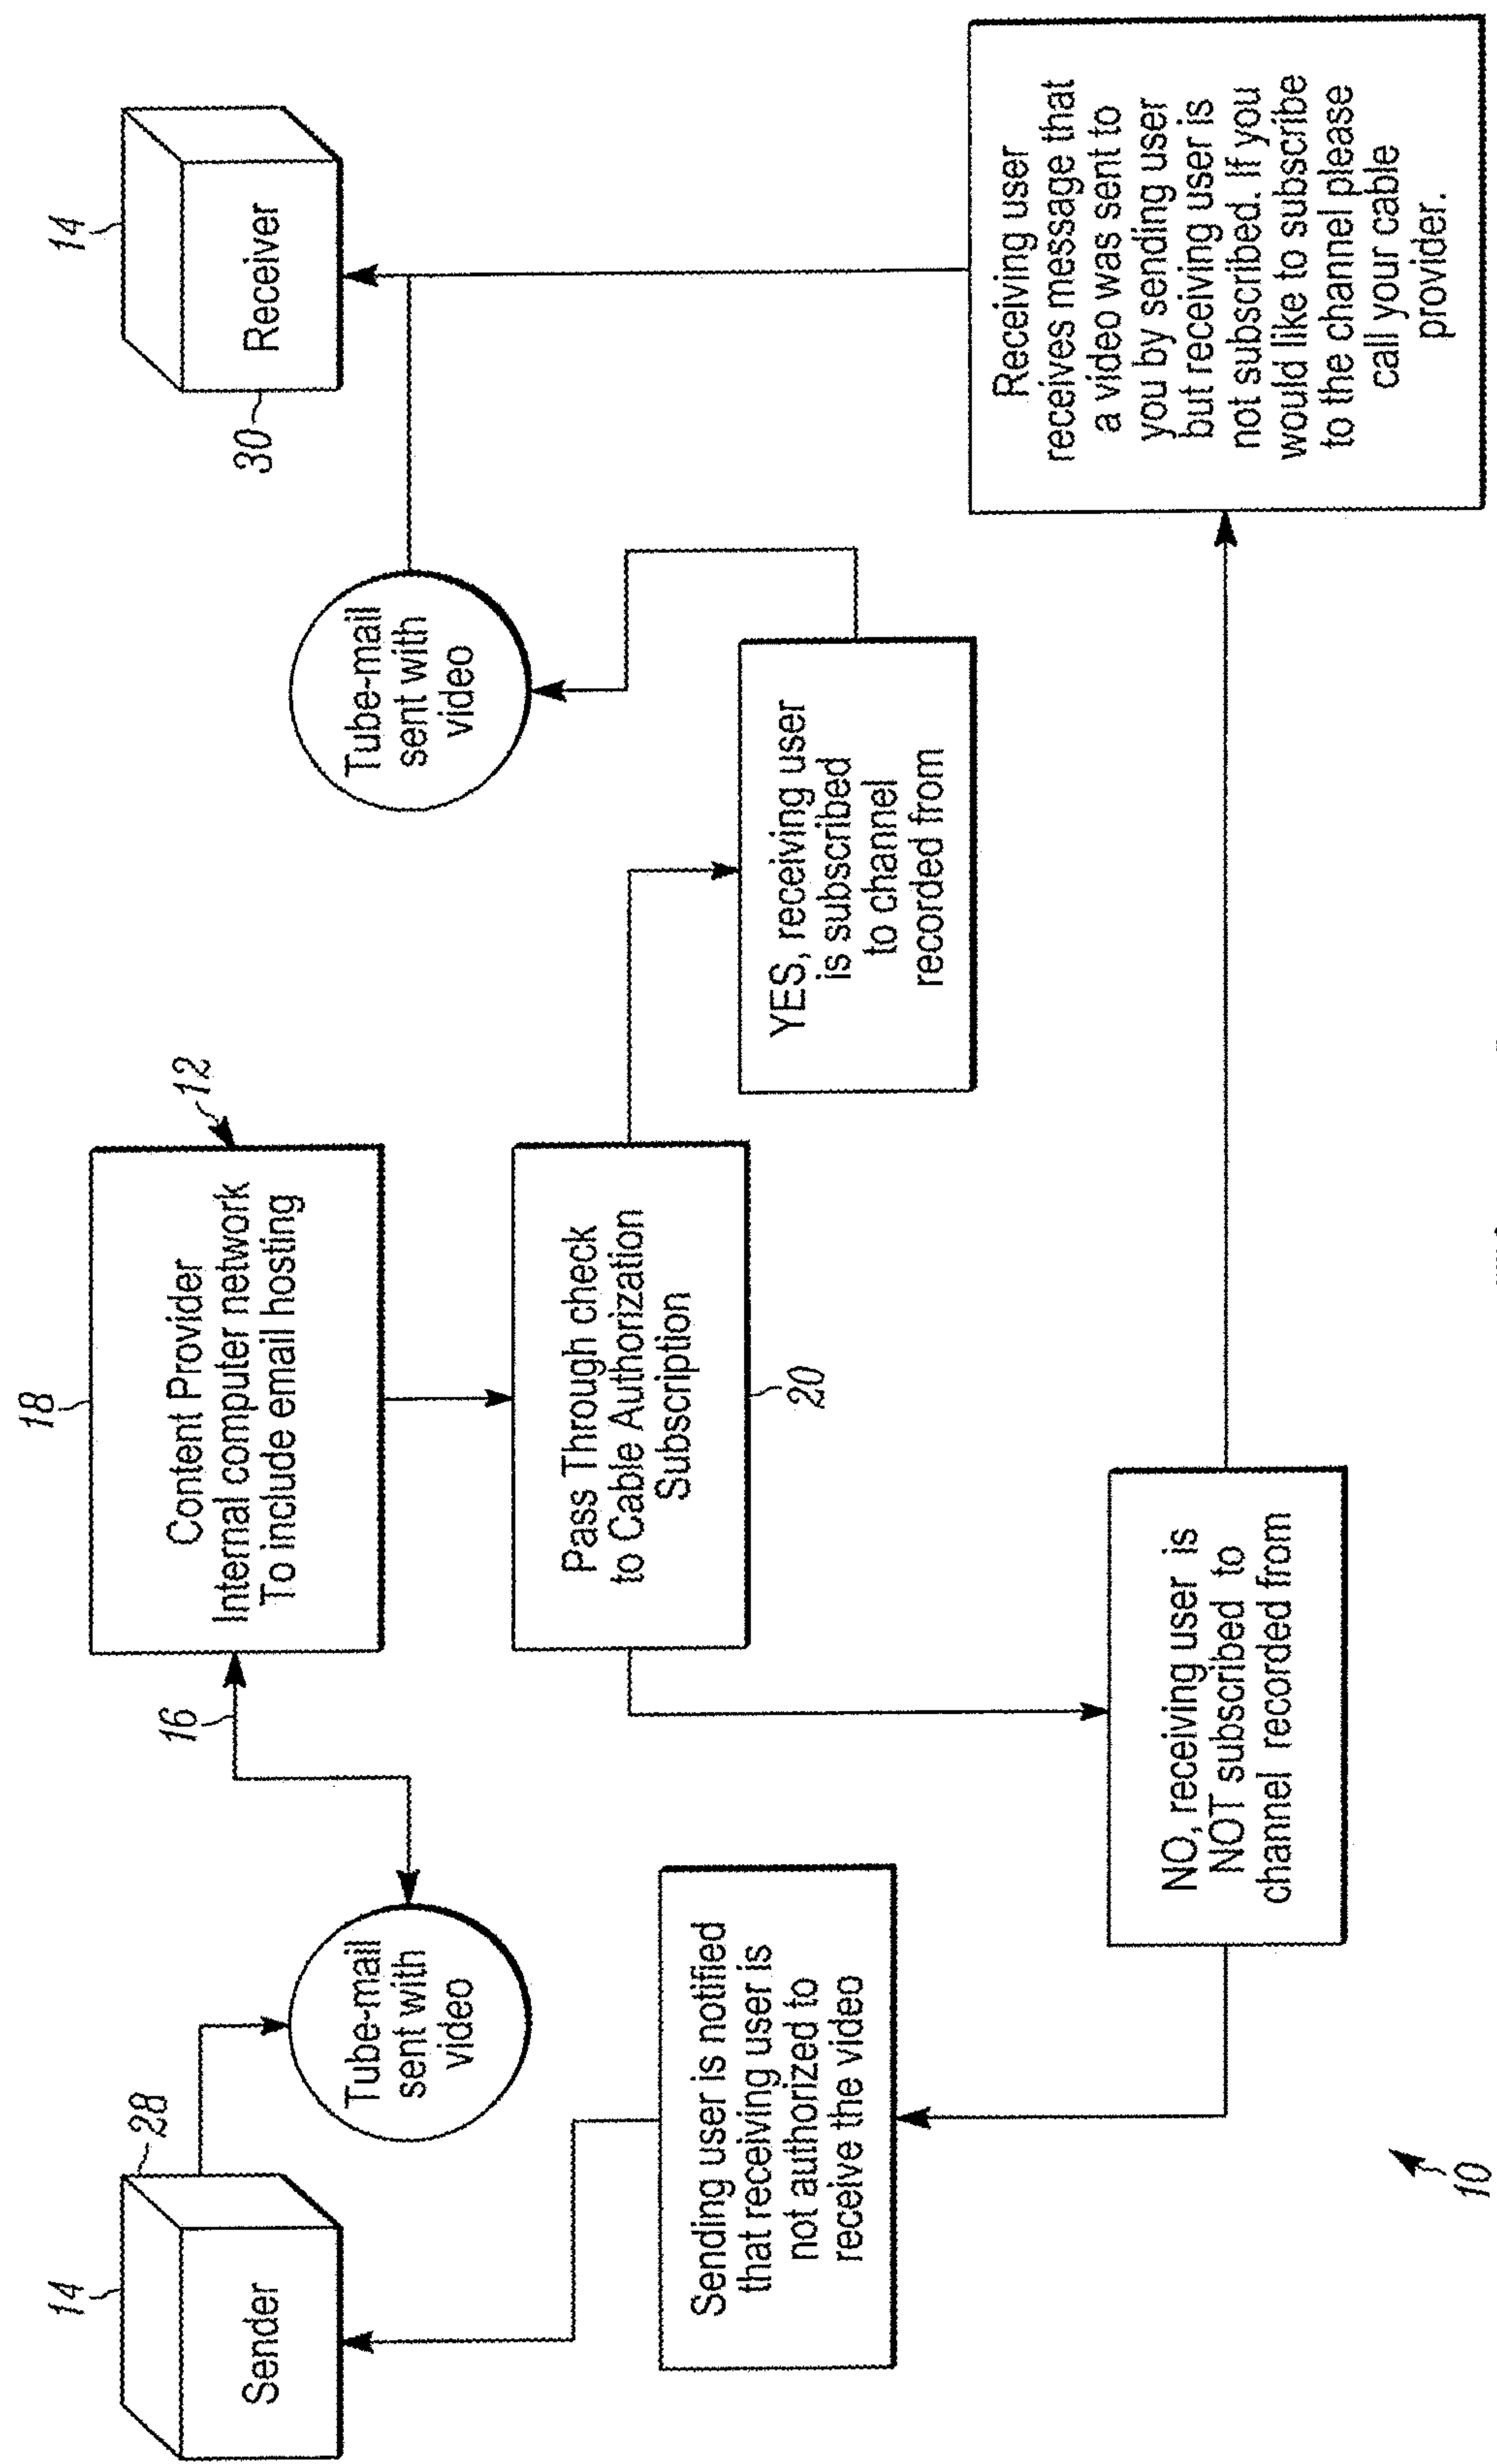 14
28
Sender
Tube-mail
sent with
video
16
18
12
Content Provider
Internal computer network
To include email hosting
14
30
Receiver
Tube-mail
sent with
video
Pass Through check
to Cable Authorization
Subscription
20
YES, receiving user
is subscribed
to channel
recorded from
Sending user is notified
that receiving user is
not authorized to
receive the video
NO, receiving user is
NOT subscribed to
channel recorded from
Receiving user
receives message that
a video was sent to
you by sending user
but receiving user is
not subscribed. If you
would like to subscribe
to the channel please
call your cable
provider.
10